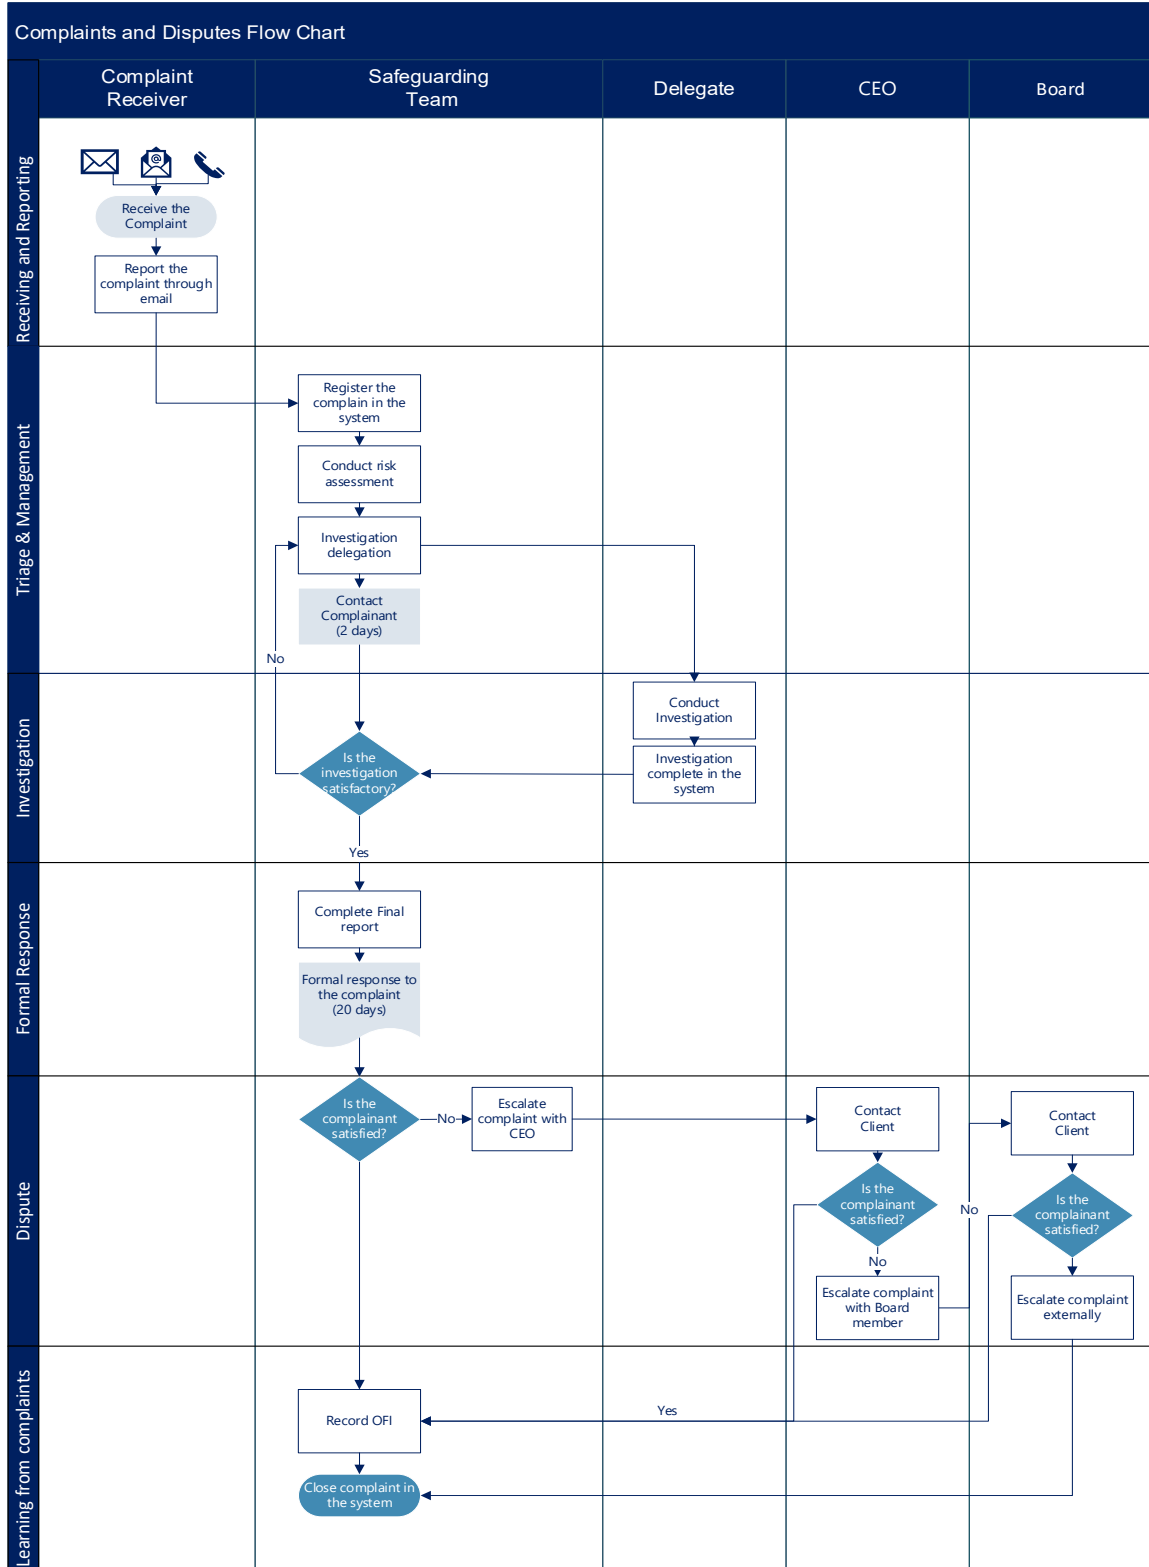 Complaints and Disputes Flow Chart
Complaint
Receiver
Safeguarding
Team
Delegate
CEO
Board
Receiving and Reporting
@
Receive the
Complaint
Report the
complaint through
email
Triage & Management
Register the
complain in the
system
Conduct risk
assessment
Investigation
delegation
Contact
Complainant
(2 days)
No
Investigation
Conduct
Investigation
Is the
investigation
satisfactory?
Investigation
complete in the
system
Yes
Formal Response
Complete Final
report
Formal response to
the complaint
(20 days)
Dispute
Is the
complainant
satisfied?
No
Escalate
complaint with
CEO
Contact
Client
Contact
Client
Is the
complainant
satisfied?
No
Is the
complainant
satisfied?
No
Escalate complaint
with Board
member
Escalate complaint
externally
Learning from complaints
Record OFI
Yes
Close complaint in
the system